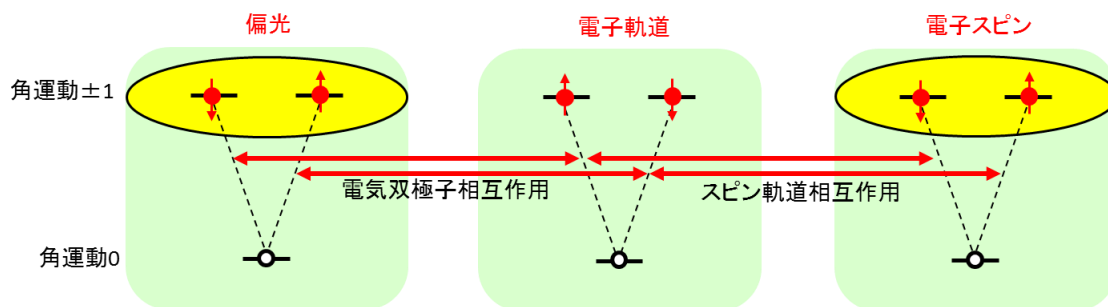 偏光
電子軌道
電子スピン
角運動±1
電気双極子相互作用
スピン軌道相互作用
角運動0